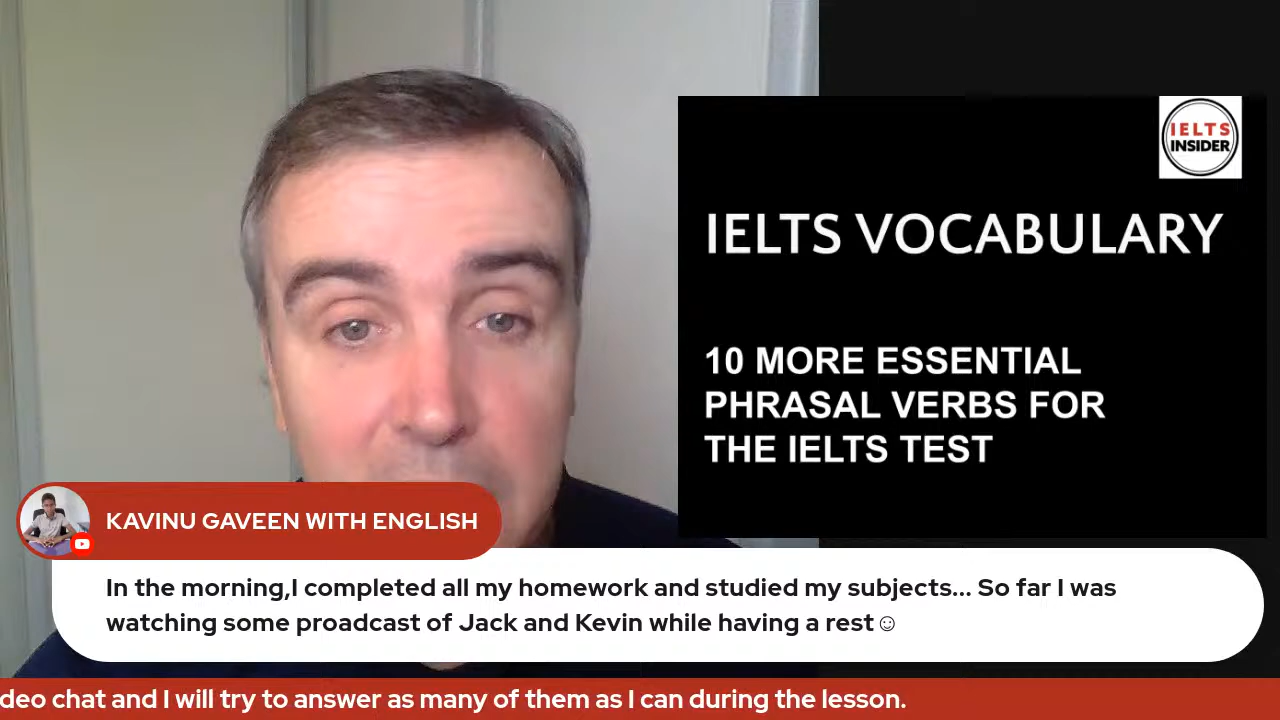 IELTS
INSIDER
IELTS VOCABULARY
10 MORE ESSENTIAL
PHRASAL VERBS FOR
THE IELTS TEST
KAVINU GAVEEN WITH ENGLISH
In the morning,I completed all my homework and studied my subjects... So far I was
watching some proadcast of Jack and Kevin while having a rest☺
deo chat and I will try to answer as many of them as I can during the lesson.